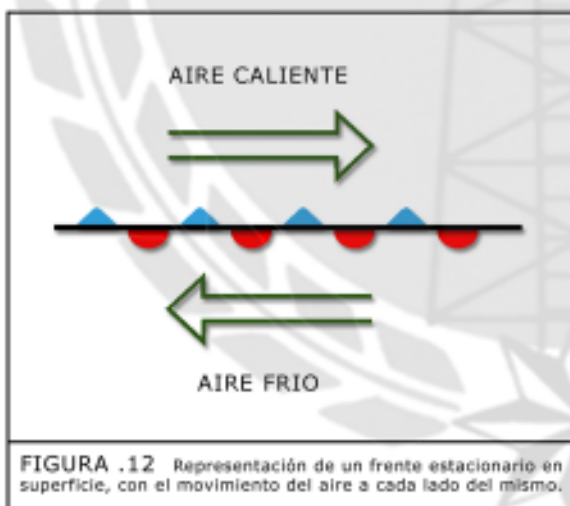 AIRE CALIENTE
AIRE FRIO
FIGURA .12 Representación de un frente estacionario en
superficie, con el movimiento del aire a cada lado del mismo.